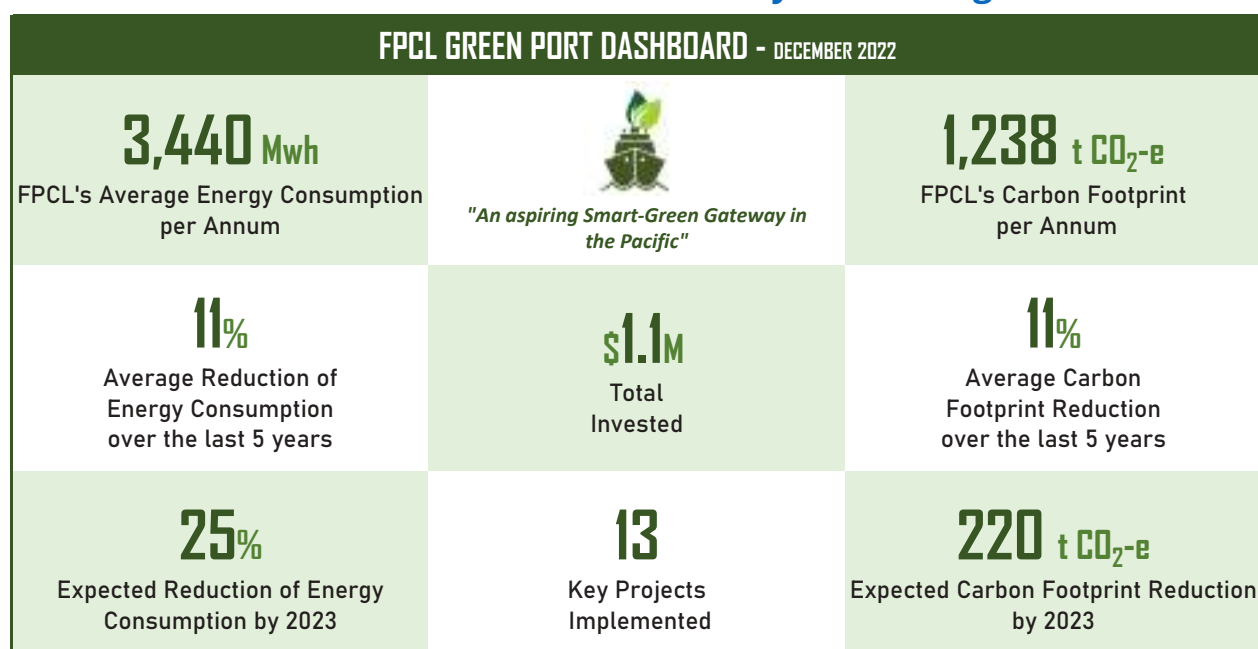 FPCL GREEN PORT DASHBOARD - DECEMBER 2022
3,440 Mwh
FPCL's Average Energy Consumption
per Annum
"An aspiring Smart-Green Gateway in
the Pacific"
1,238 t CO₂-e
FPCL's Carbon Footprint
per Annum
11%
Average Reduction of
Energy Consumption
over the last 5 years
$1.1M
Total
Invested
11%
Average Carbon
Footprint Reduction
over the last 5 years
25%
Expected Reduction of Energy
Consumption by 2023
13
Key Projects
Implemented
220 t CO₂-e
Expected Carbon Footprint Reduction
by 2023